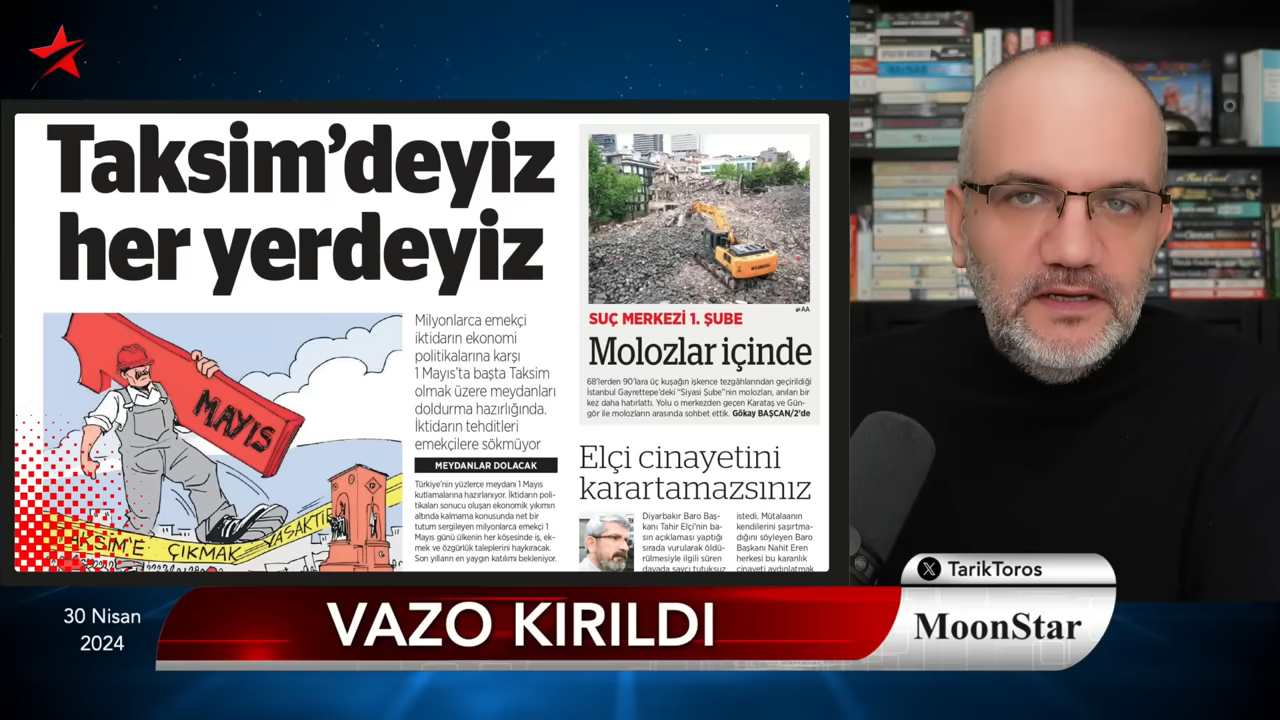 Taksim'deyiz
her yerdeyiz
Milyonlarca emekçi
iktidarın ekonomi
politikalarına karşı
1 Mayıs'ta başta Taksim
olmak üzere meydanları
doldurma hazırlığında.
İktidarın tehditleri
emekçilere sökmüyor
MEYDANLAR DOLACAK
Türkiye'nin yüzlerce meydanı 1 Mayıs
kutlamalarına hazırlanıyor. İktidarın poli-
tikaları sonucu oluşan ekonomik yıkımın
altında kalmama konusunda net bir
tutum sergileyen milyonlarca emekçi 1
Mayıs günü ülkenin her köşesinde iş, ek-
mek ve özgürlük taleplerini haykıracak.
Son yılların en yaygın katılımı bekleniyor.
1
MAYIS
TAKSİM'E ÇIKMAK YASAKTIR
HYUNDAI
AA
SUÇ MERKEZİ 1. ŞUBE
Molozlar içinde
68'lerden 90'lara üç kuşağın işkence tezgâhlarından geçirildiği
İstanbul Gayrettepe'deki "Siyasi Şube"nin molozları, anıları bir
kez daha hatırlattı. Yolu o merkezden geçen Karataş ve Gün-
gör ile molozların arasında sohbet ettik. Gökay BAŞCAN/2'de
Elçi cinayetini
karartamazsınız
Diyarbakır Baro Baş-
kanı Tahir Elçi'nin ba-
sın açıklaması yaptığı
sırada vurularak öldü-
rülmesiyle ilgili süren
davada savcı tutuksuz
istedi. Mütalaanın
kendilerini şaşırtma-
dığını söyleyen Baro
Başkanı Nahit Eren
herkesi bu karanlık
cinayeti aydınlatmak
TarikToros
MoonStar
30 Nisan
2024
VAZO KIRILDI